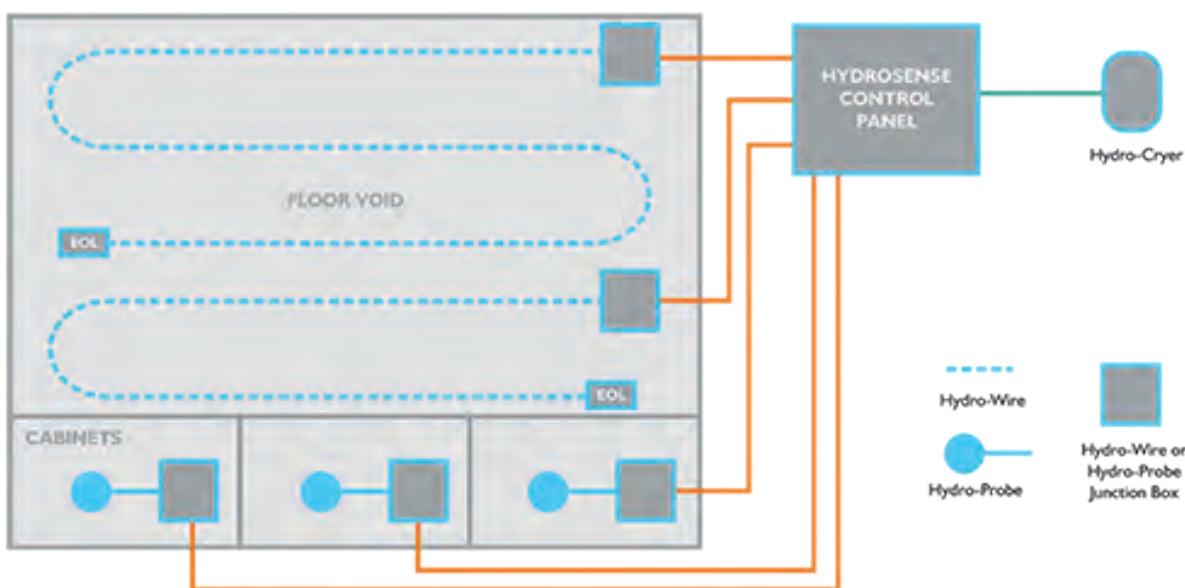 HYDROSENSE
CONTROL
PANEL
Hydro-Cryer
FLOOR VOID
EOL
EOL
CABINETS
Hydro-Wire
Hydro-Probe
Hydro-Wire or
Hydro-Probe
Junction Box